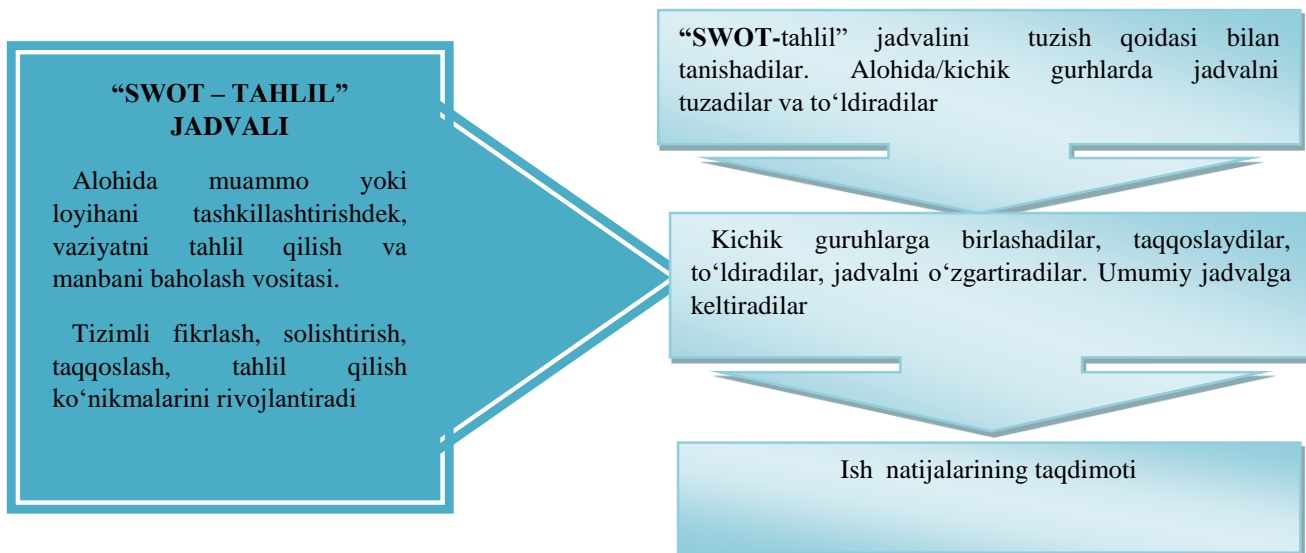 “SWOT – TAHLIL”
JADVALI
Alohida muammo yoki
loyihani tashkillashtirishdek,
vaziyatni tahlil qilish va
manbani baholash vositasi.
Tizimli fikrlash, solishtirish,
taqqoslash, tahlil qilish
ko‘nikmalarini rivojlantiradi
“SWOT-tahlil” jadvalini tuzish qoidasi bilan
tanishadilar. Alohida/kichik gurhlarda jadvalni
tuzadilar va to‘ldiradilar
Kichik guruhlarga birlashadilar, taqqoslaydilar,
to‘ldiradilar, jadvalni o‘zgartiradilar. Umumiy jadvalga
keltiradilar
Ish natijalarining taqdimoti